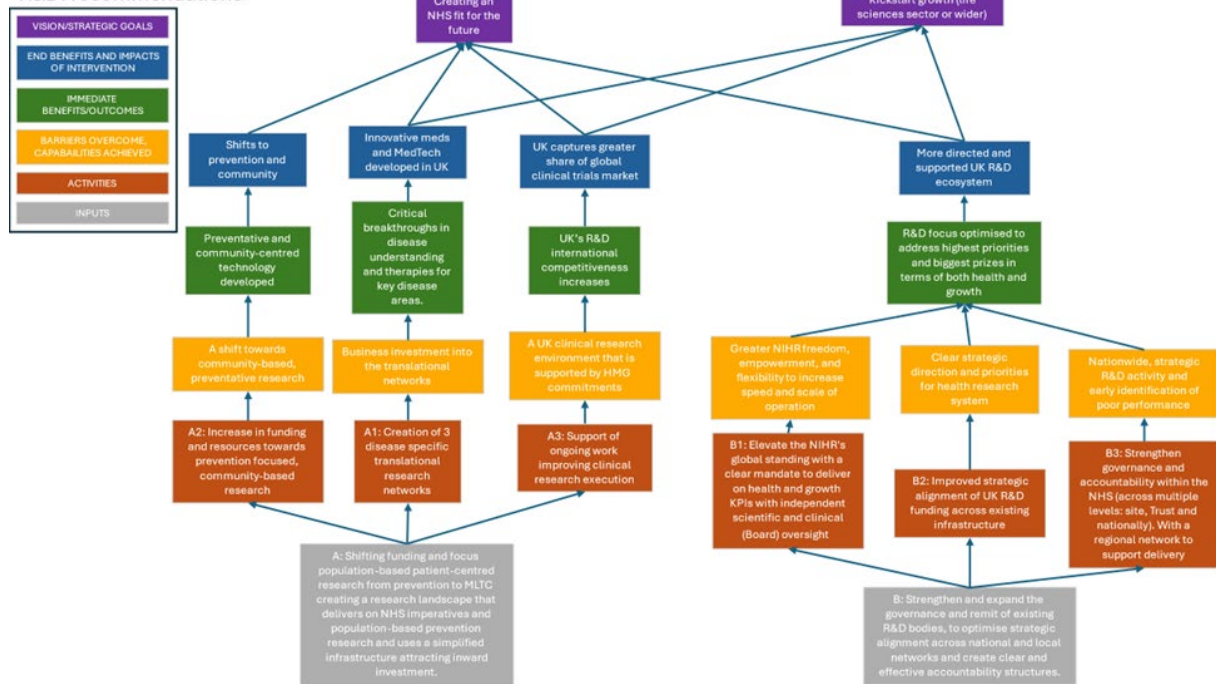 Creating an
NHS fit for the
future
Kickstart growth (life
sciences sector or wider)
VISION/STRATEGIC GOALS
END BENEFITS AND IMPACTS
OF INTERVENTION
IMMEDIATE
BENEFITS/OUTCOMES
BARRIERS OVERCOME,
CAPABAILITIES ACHIEVED
ACTIVITIES
INPUTS
Shifts to
prevention and
community
Innovative meds
and MedTech
developed in UK
UK captures greater
share of global
clinical trials market
More directed and
supported UK R&D
ecosystem
Preventative and
community-centred
technology
developed
Critical
breakthroughs in
disease
understanding
and therapies for
key disease
areas.
UK's R&D
international
competitiveness
increases
R&D focus optimised to
address highest priorities
and biggest prizes in
terms of both health and
growth
A shift towards
community-based,
preventative research
Business investment into
the translational
networks
A UK clinical research
environment that is
supported by HMG
commitments
Greater NIHR freedom,
empowerment, and
flexibility to increase
speed and scale of
operation
Clear strategic
direction and priorities
for health research
system
Nationwide, strategic
R&D activity and
early identification of
poor performance
A2: Increase in funding
and resources towards
prevention focused,
community-based
research
A1: Creation of 3
disease specific
translational
research networks
A3: Support of
ongoing work
improving clinical
research execution
B1: Elevate the NIHR's
global standing with a
clear mandate to deliver
on health and growth
KPIs with independent
scientific and clinical
(Board) oversight
B2: Improved strategic
alignment of UK R&D
funding across existing
infrastructure
B3: Strengthen
governance and
accountability within the
NHS (across multiple
levels: site, Trust and
nationally). With a
regional network to
support delivery
A: Shifting funding and focus
population-based patient-centred
research from prevention to MLTC
creating a research landscape that
delivers on NHS imperatives and
population-based prevention
research and uses a simplified
infrastructure attracting inward
investment.
B: Strengthen and expand the
governance and remit of existing
R&D bodies, to optimise strategic
alignment across national and local
networks and create clear and
effective accountability structures.